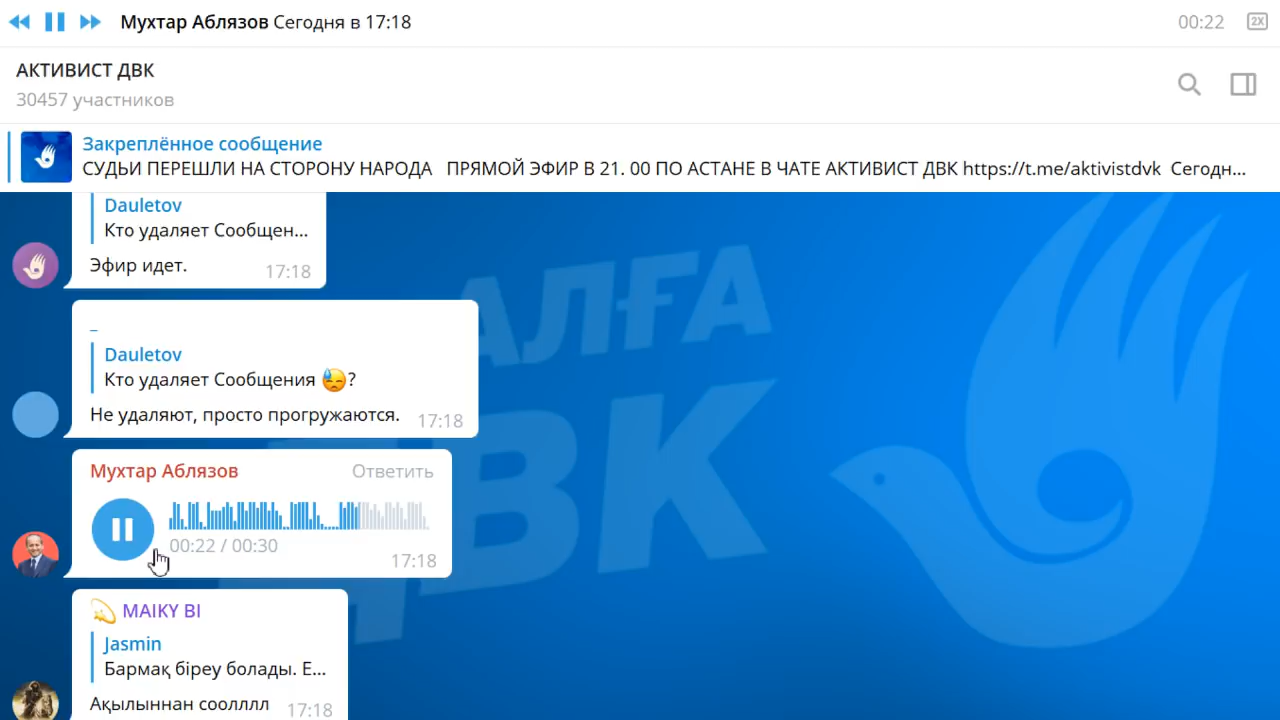 Мухтар Аблязов Сегодня в 17:18
00:22
2X
АКТИВИСТ ДВК
30457 участников
Закреплённое сообщение
СУДЬИ ПЕРЕШЛИ НА СТОРОНУ НАРОДА ПРЯМОЙ ЭФИР В 21. 00 ПО АСТАНЕ В ЧАТЕ АКТИВИСТ ДВК https://t.me/aktivistdvk Сегодн...
Dauletov
Кто удаляет Сообщен...
Эфир идет.
17:18
_
Dauletov
Кто удаляет Сообщения 😓?
Не удаляют, просто прогружаются.
17:18
Мухтар Аблязов
Ответить
00:22 / 00:30
17:18
💫 MAIKY BI
Jasmin
Бармақ біреу болады. Е...
Ақылыннан сооллл
17:18
АЛҒА
ДВК